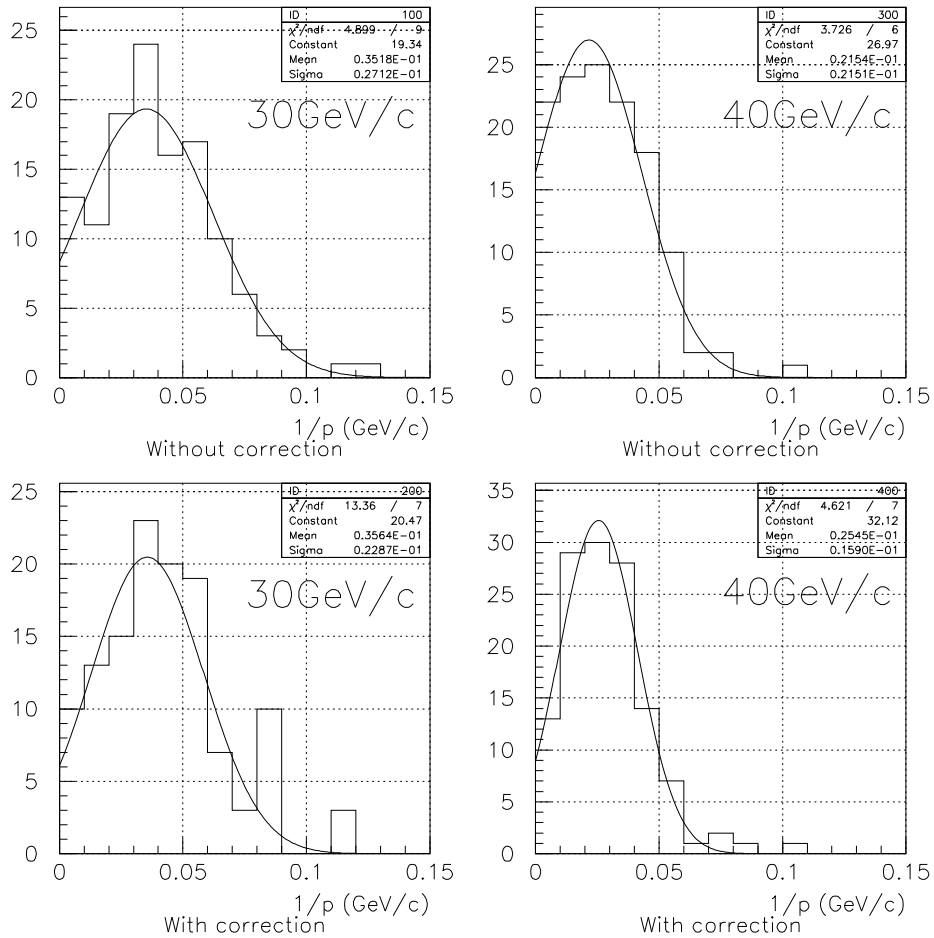 ID 100
χ²/ndf 4.899 / 9
Constant 19.34
Mean 0.3518E-01
Sigma 0.2712E-01
30GeV/c
25
20
15
10
5
0
0 0.05 0.1 0.15
1/p (GeV/c)
Without correction
ID 300
χ²/ndf 3.726 / 6
Constant 26.97
Mean 0.2154E-01
Sigma 0.2151E-01
40GeV/c
25
20
15
10
5
0
0 0.05 0.1 0.15
1/p (GeV/c)
Without correction
ID 200
χ²/ndf 13.36 / 7
Constant 20.47
Mean 0.3564E-01
Sigma 0.2287E-01
30GeV/c
25
20
15
10
5
0
0 0.05 0.1 0.15
1/p (GeV/c)
With correction
ID 400
χ²/ndf 4.621 / 7
Constant 32.12
Mean 0.2545E-01
Sigma 0.1590E-01
40GeV/c
35
30
25
20
15
10
5
0
0 0.05 0.1 0.15
1/p (GeV/c)
With correction